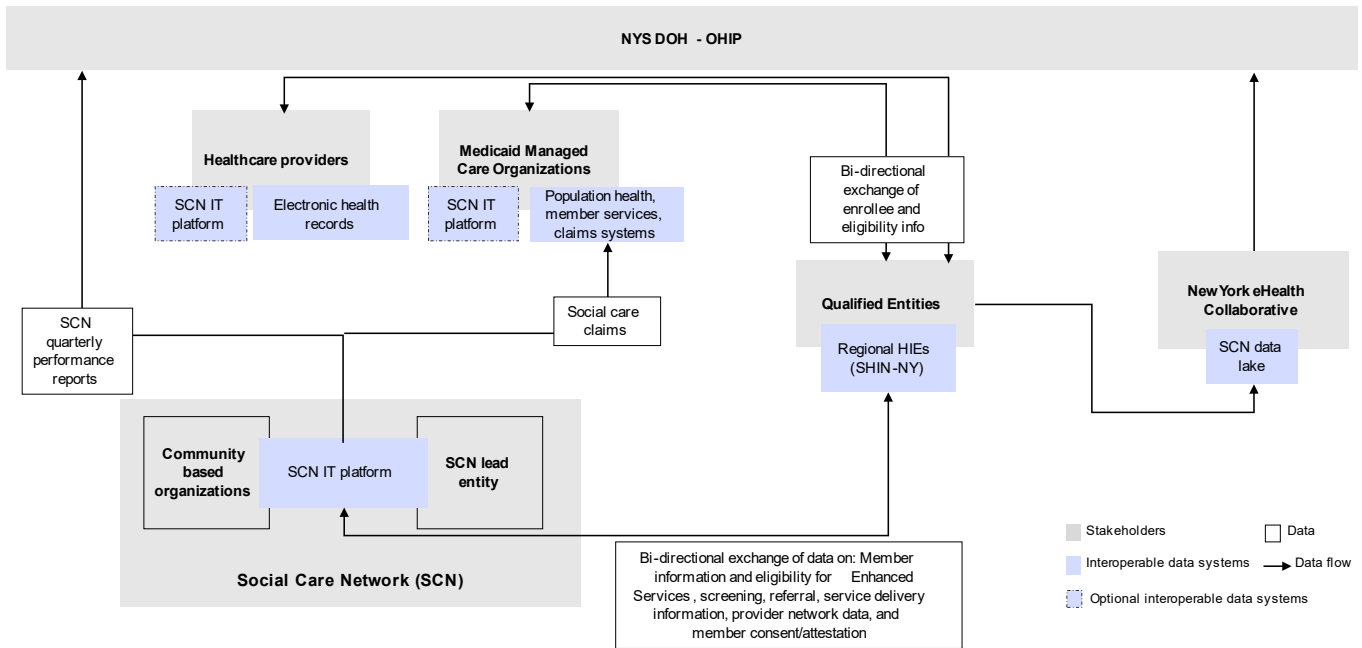 NYS DOH - OHIP
Healthcare providers
SCN IT
platform
Electronic health
records
Medicaid Managed
Care Organizations
SCN IT
platform
Population health,
member services,
claims systems
Bi-directional
exchange of
enrollee and
eligibility info
Qualified Entities
Regional HIEs
(SHIN-NY)
New York eHealth
Collaborative
SCN data
lake
SCN
quarterly
performance
reports
Social care
claims
Community
based
organizations
SCN IT platform
SCN lead
entity
Social Care Network (SCN)
Bi-directional exchange of data on: Member
information and eligibility for Enhanced
Services, screening, referral, service delivery
information, provider network data, and
member consent/attestation
Stakeholders
Data
Interoperable data systems
Data flow
Optional interoperable data systems